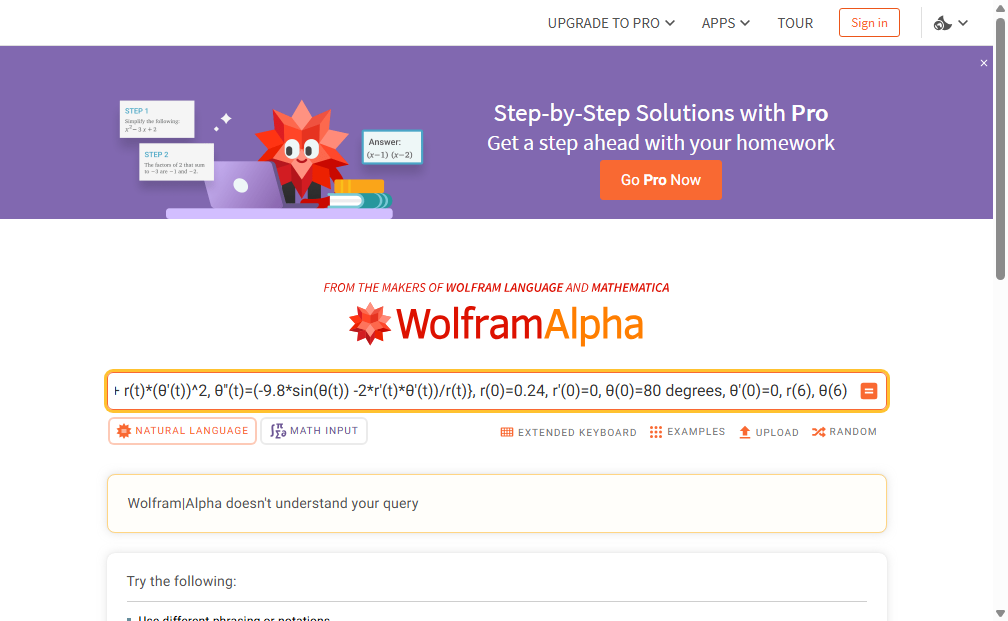 UPGRADE TO PRO
APPS
TOUR
Sign in
STEP 1
Simplify the following:
x²−3 x + 2
STEP 2
The factors of 2 that sum
to −3 are −1 and −2.
Answer:
(x−1) (x−2)
Step-by-Step Solutions with Pro
Get a step ahead with your homework
Go Pro Now
FROM THE MAKERS OF WOLFRAM LANGUAGE AND MATHEMATICA
WolframAlpha
+ r(t)*(θ'(t))^2, θ''(t)=(-9.8*sin(θ(t)) -2*r'(t)*θ'(t))/r(t)}, r(0)=0.24, r'(0)=0, θ(0)=80 degrees, θ'(0)=0, r(6), θ(6)
NATURAL LANGUAGE
MATH INPUT
EXTENDED KEYBOARD
EXAMPLES
UPLOAD
RANDOM
Wolfram|Alpha doesn't understand your query
Try the following:
Use different phrasing or notations